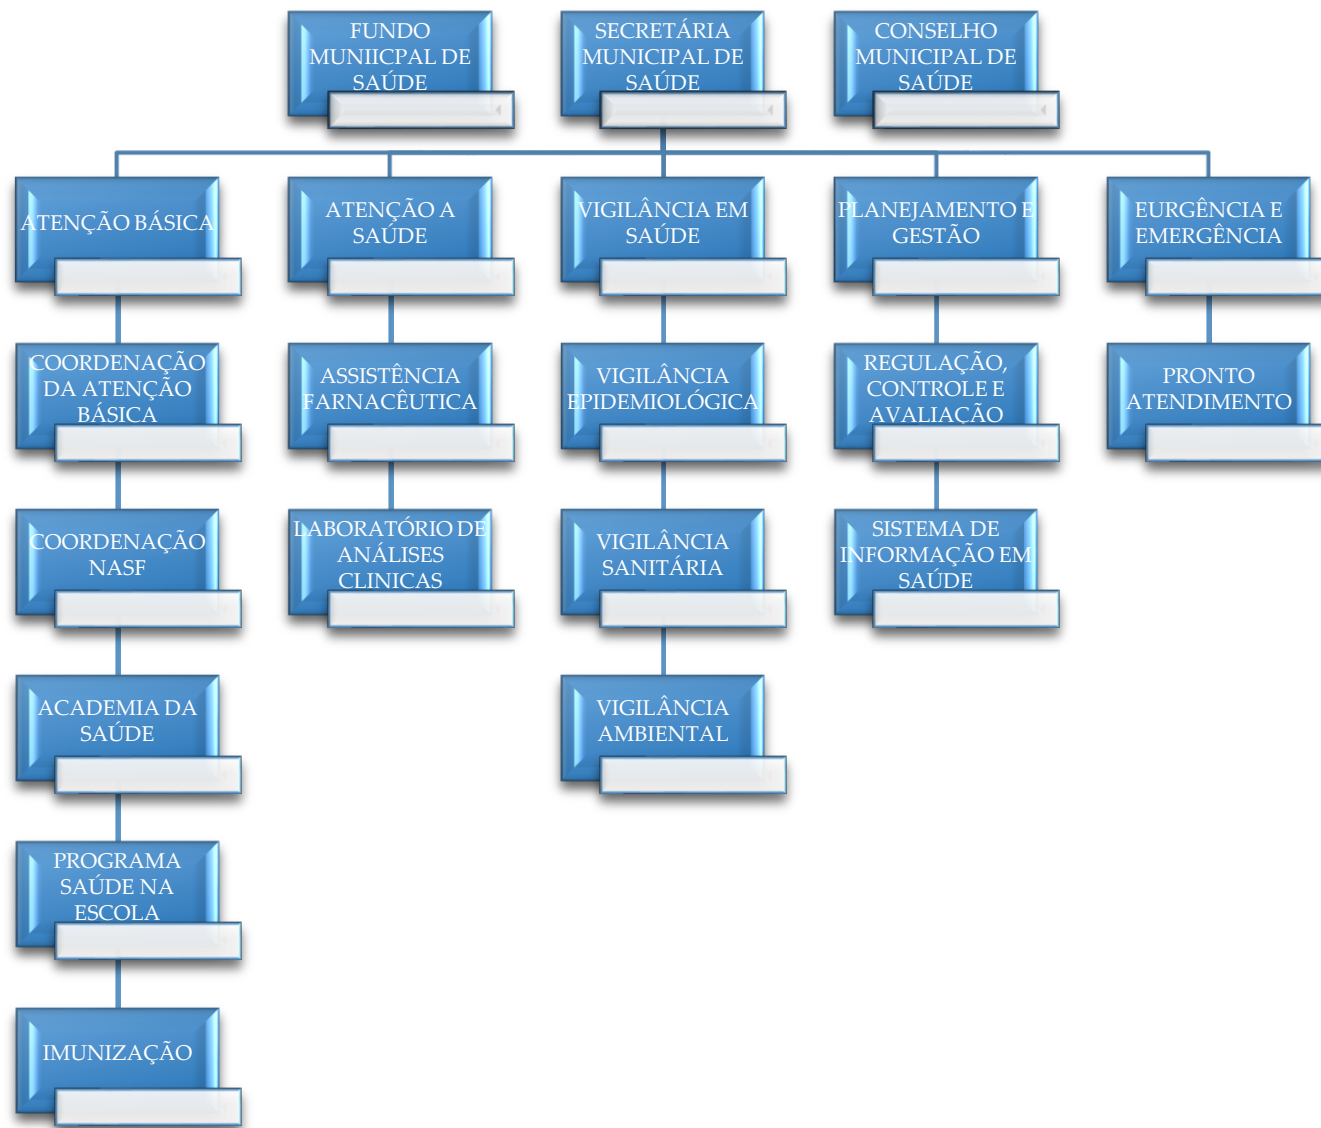 FUNDO
MUNIICPAL DE
SAÚDE
SECRETÁRIA
MUNICIPAL DE
SAÚDE
CONSELHO
MUNICIPAL DE
SAÚDE
ATENÇÃO BÁSICA
ATENÇÃO A
SAÚDE
VIGILÂNCIA EM
SAÚDE
PLANEJAMENTO E
GESTÃO
EURGÊNCIA E
EMERGÊNCIA
COORDENAÇÃO
DA ATENÇÃO
BÁSICA
ASSISTÊNCIA
FARNACÊUTICA
VIGILÂNCIA
EPIDEMIOLÓGICA
REGULAÇÃO,
CONTROLE E
AVALIAÇÃO
PRONTO
ATENDIMENTO
COORDENAÇÃO
NASF
LABORATÓRIO DE
ANÁLISES
CLINICAS
VIGILÂNCIA
SANITÁRIA
SISTEMA DE
INFORMAÇÃO EM
SAÚDE
ACADEMIA DA
SAÚDE
VIGILÂNCIA
AMBIENTAL
PROGRAMA
SAÚDE NA
ESCOLA
IMUNIZAÇÃO